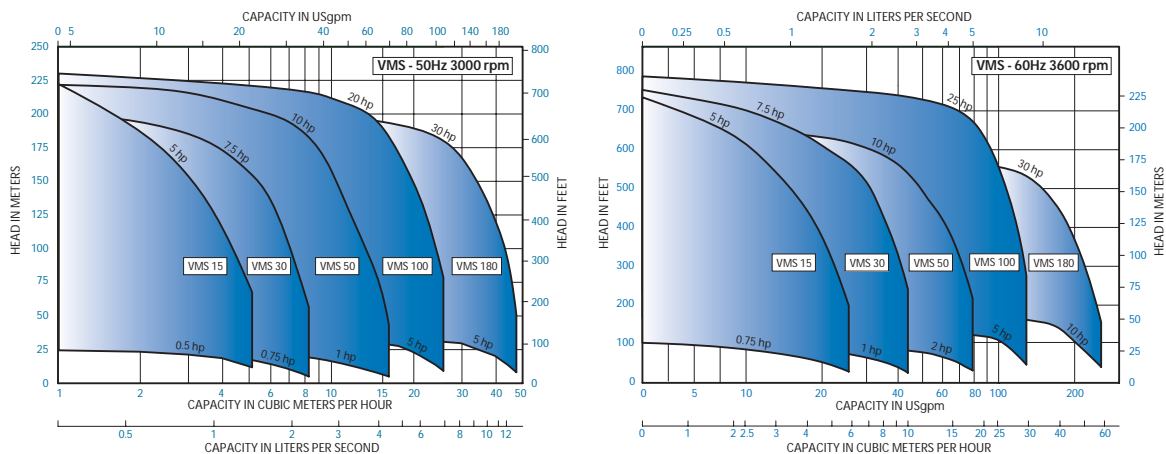 CAPACITY IN USgpm
0 5 10 20 30 40 50 60 70 80 100 120 140 180
250 225 200 175 150 125 100 75 50 25 0
HEAD IN METERS
VMS - 50Hz 3000 rpm
20 hp
30 hp
10 hp
7.5 hp
5 hp
VMS 15 VMS 30 VMS 50 VMS 100 VMS 180
0.5 hp 0.75 hp 1 hp 5 hp 5 hp
800 700 600 500 400 300 200 100 0
HEAD IN FEET
1 2 4 6 8 10 15 20 30 40 50
CAPACITY IN CUBIC METERS PER HOUR
0.5 1 2 3 4 6 8 10 12
CAPACITY IN LITERS PER SECOND
CAPACITY IN LITERS PER SECOND
0 0.25 0.5 1 2 3 4 5 10
800 700 600 500 400 300 200 100 0
HEAD IN FEET
VMS - 60Hz 3600 rpm
25 hp
7.5 hp
5 hp
10 hp
30 hp
VMS 15 VMS 30 VMS 50 VMS 100 VMS 180
0.75 hp 1 hp 2 hp 5 hp 10 hp
225 200 175 150 125 100 75 50 25 0
HEAD IN METERS
0 5 10 20 40 60 80 100 200
CAPACITY IN USgpm
0 1 2 2.5 3 4 5 6 7 8 9 10 15 20 25 30 40 50 60
CAPACITY IN CUBIC METERS PER HOUR